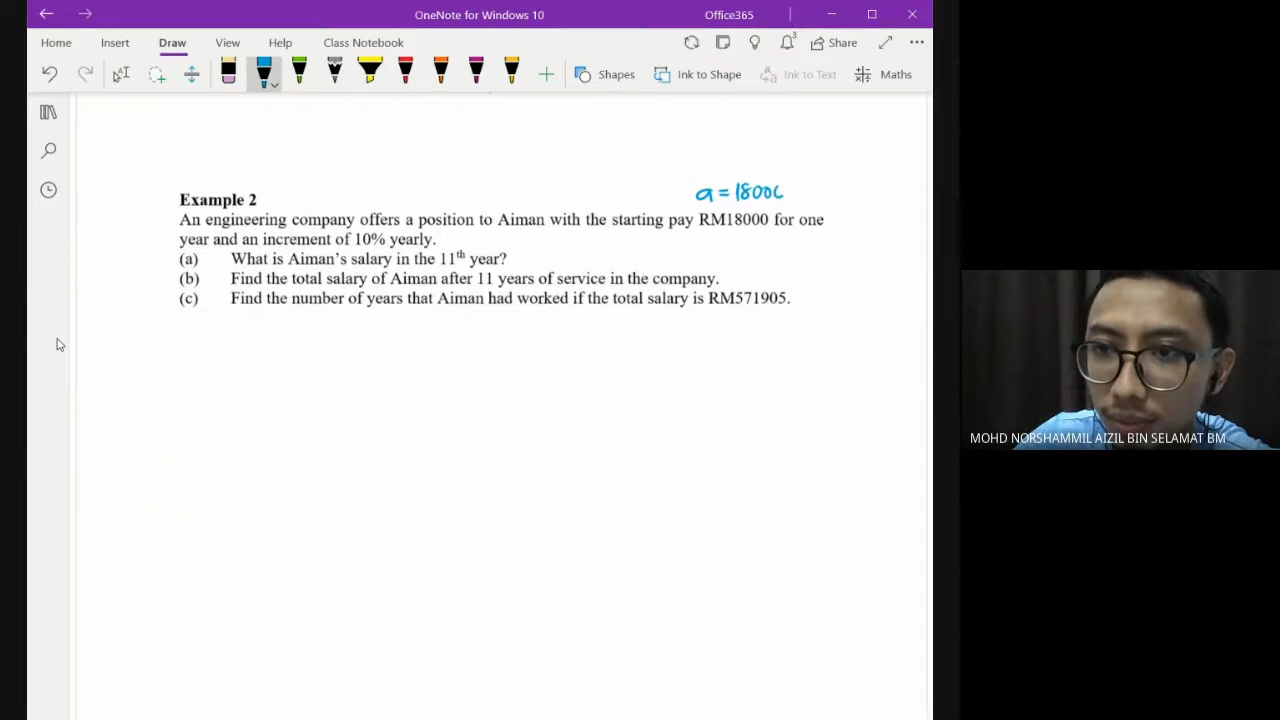 OneNote for Windows 10
Office365
Home
Insert
Draw
View
Help
Class Notebook
3
Share
Shapes
Ink to Shape
Ink to Text
Maths
a = 1800
Example 2
An engineering company offers a position to Aiman with the starting pay RM18000 for one
year and an increment of 10% yearly.
(a) What is Aiman's salary in the 11th year?
(b) Find the total salary of Aiman after 11 years of service in the company.
(c) Find the number of years that Aiman had worked if the total salary is RM571905.
MOHD NORSHAMMIL AIZIL BIN SELAMAT BM